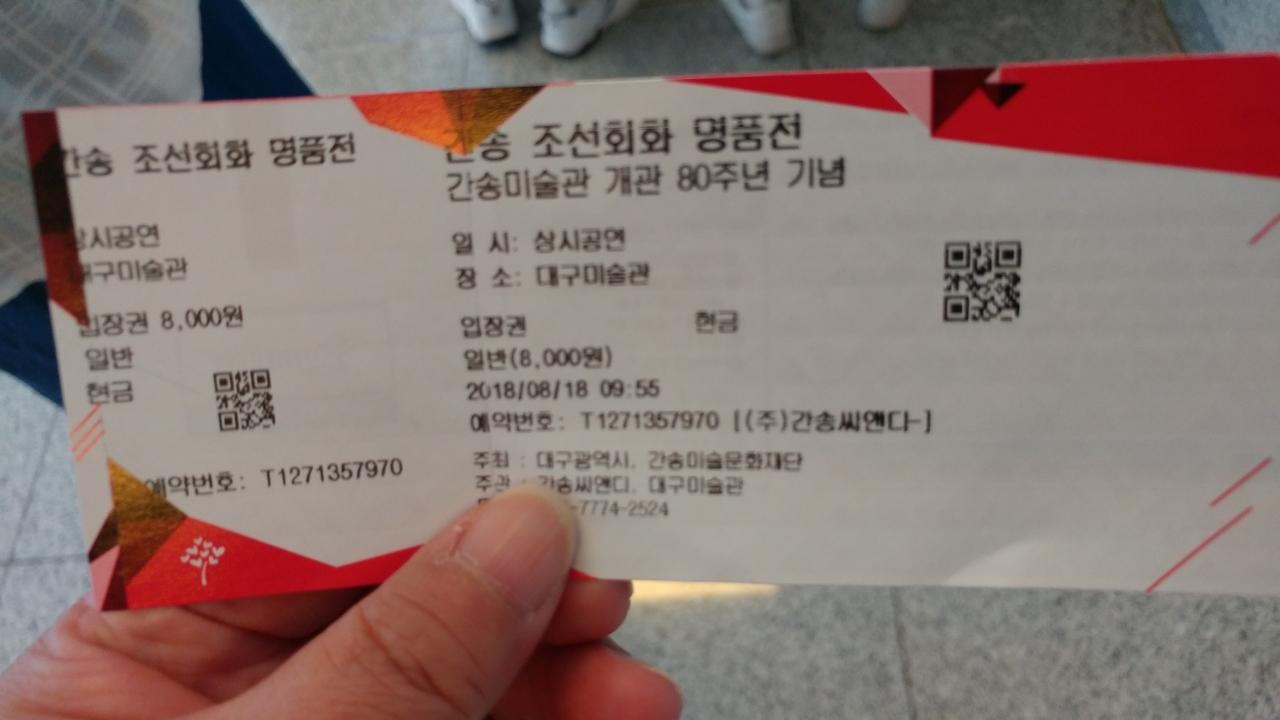 간송 조선회화 명품전
상시공연
대구미술관
입장권 8,000원
일반
현금
예약번호: T1271357970
간송 조선회화 명품전
간송미술관 개관 80주년 기념
일 시: 상시공연
장 소: 대구미술관
입장권 현금
일반(8,000원)
2018/08/18 09:55
예약번호: T1271357970 [(주)간송씨앤디-]
주최 : 대구광역시, 간송미술문화재단
주관 : 간송씨앤디, 대구미술관
-7774-2524